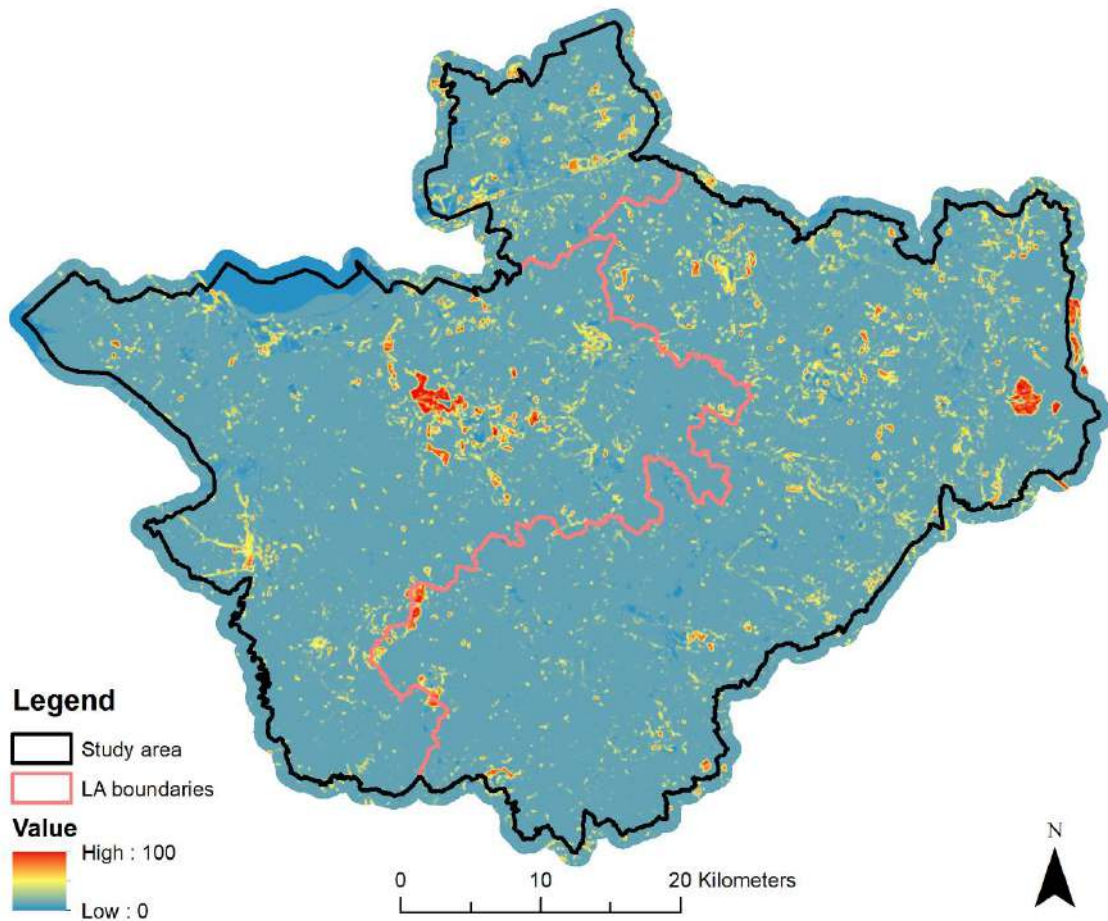 Legend
Study area
LA boundaries
Value
High : 100
Low : 0
0 10 20 Kilometers
N